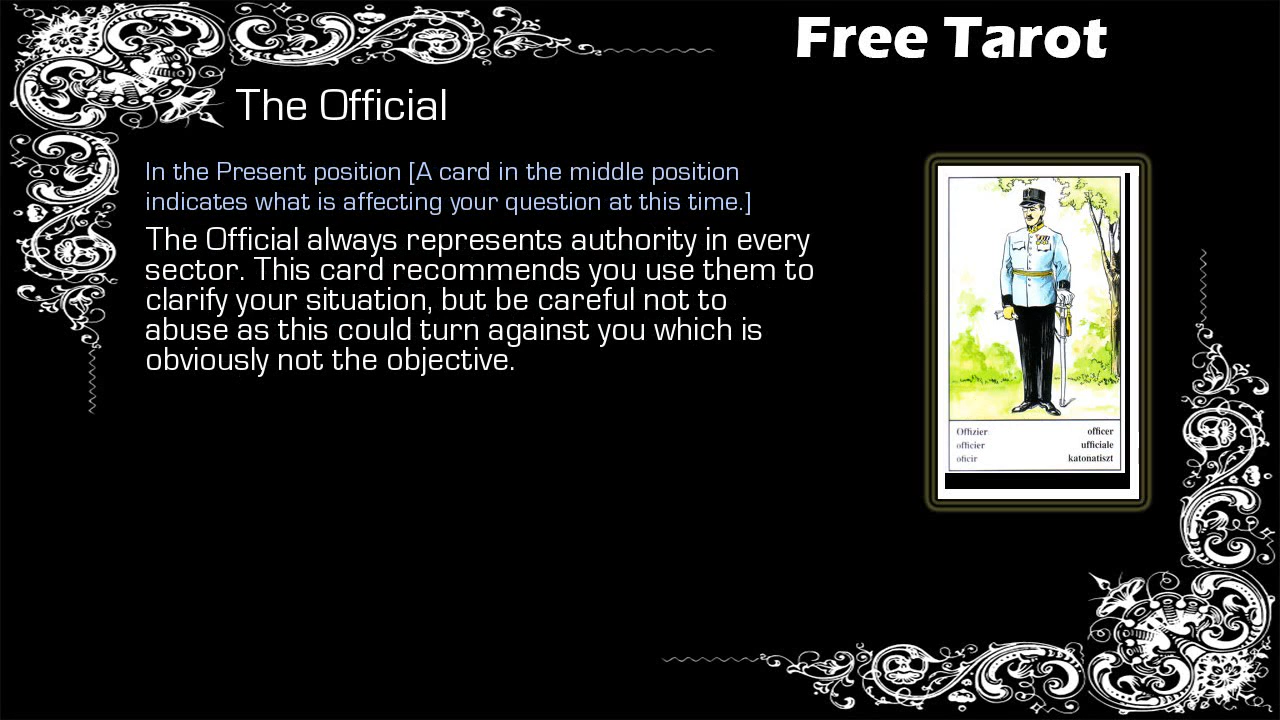 Free Tarot
The Official
In the Present position [A card in the middle position
indicates what is affecting your question at this time.]
The Official always represents authority in every
sector. This card recommends you use them to
clarify your situation, but be careful not to
abuse as this could turn against you which is
obviously not the objective.
Offizier officer
officier ufficiale
oficir katonatiszt